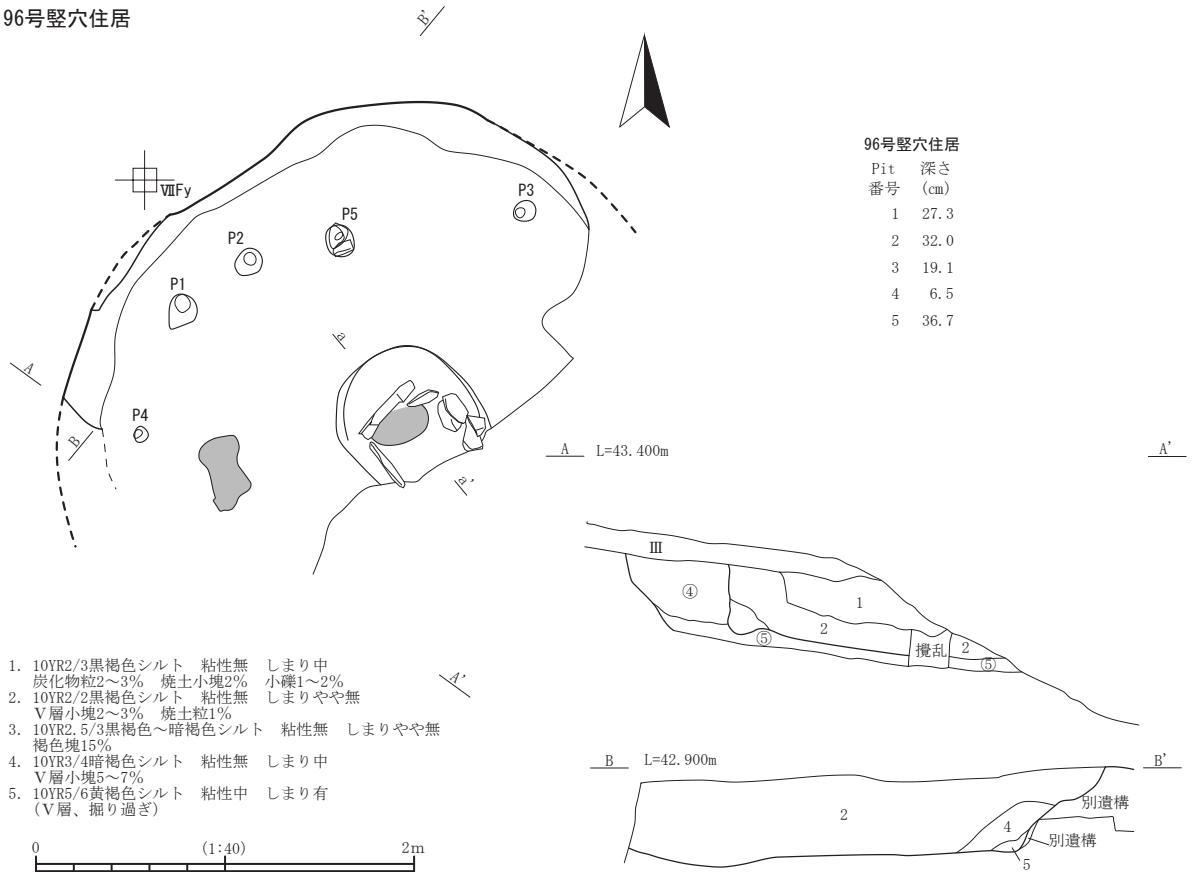 96号竪穴住居
B'
ⅦFy
P3
P5
P2
P1
a
A
P4
B
a'
A'
96号竪穴住居
Pit 深さ
番号 (cm)
1 27.3
2 32.0
3 19.1
4 6.5
5 36.7
A L=43.400m A'
Ⅲ
④
1
2
⑤
攪乱
2
⑤
1. 10YR2/3黒褐色シルト 粘性無 しまり中
炭化物粒2～3% 焼土小塊2% 小礫1～2%
2. 10YR2/2黒褐色シルト 粘性無 しまりやや無
Ⅴ層小塊2～3% 焼土粒1%
3. 10YR2.5/3黒褐色～暗褐色シルト 粘性無 しまりやや無
褐色塊15%
4. 10YR3/4暗褐色シルト 粘性無 しまり中
Ⅴ層小塊5～7%
5. 10YR5/6黄褐色シルト 粘性中 しまり有
(Ⅴ層、掘り過ぎ)
B L=42.900m B'
2
4
別遺構
別遺構
5
0 (1:40) 2m